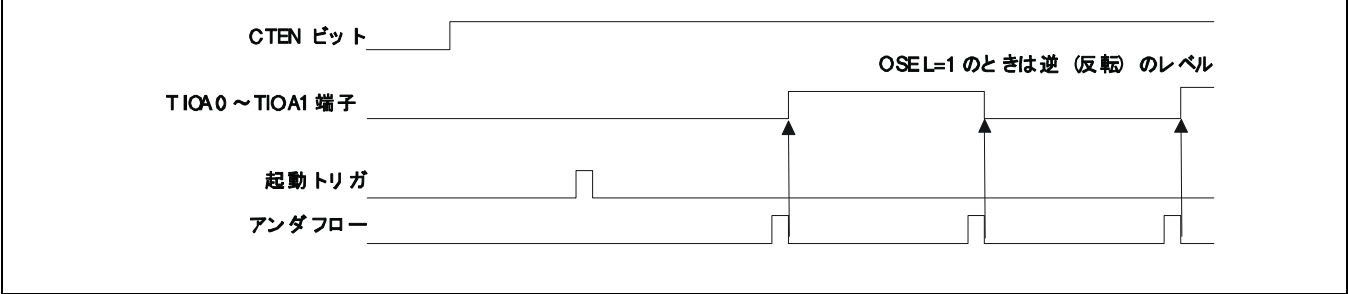 CTEN ビット
OSEL=1 のときは逆 (反転) のレベル
TIOA0 ～TIOA1 端子
起動トリガ
アンダフロー